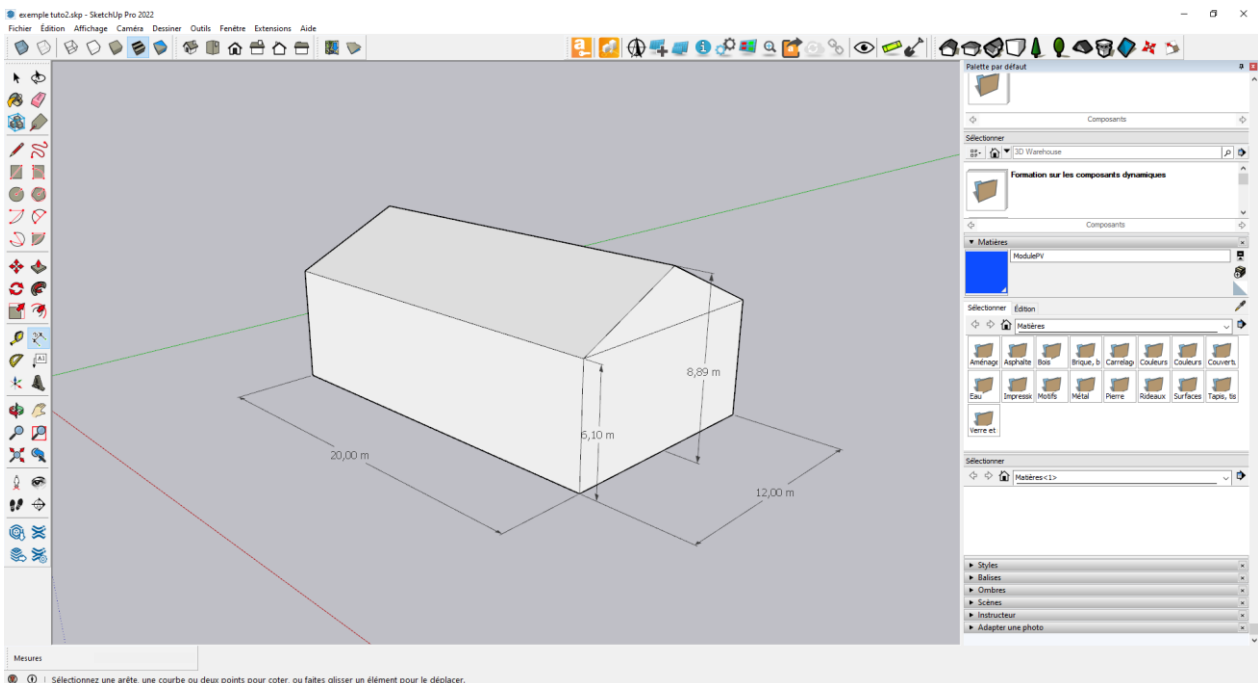 exemple tuto2.skp - SketchUp Pro 2022
Fichier Édition Affichage Caméra Dessiner Outils Fenêtre Extensions Aide
Palette par défaut
Composants
Sélectionner
3D Warehouse
Formation sur les composants dynamiques
Composants
Matières
ModulePV
Sélectionner Édition
Matières
Aménage Asphalte Bois Brique, b Carrelag Couleurs Couleurs Couvert
Eau Impressio Motifs Métal Pierre Rideaux Surfaces Tapis, tis
Verre et
Sélectionner
Matières<1>
Styles
Balises
Ombres
Scènes
Instructeur
Adapter une photo
8,89 m
6,10 m
20,00 m
12,00 m
A1
Mesures
Sélectionnez une arête, une courbe ou deux points pour coter, ou faites glisser un élément pour le déplacer.